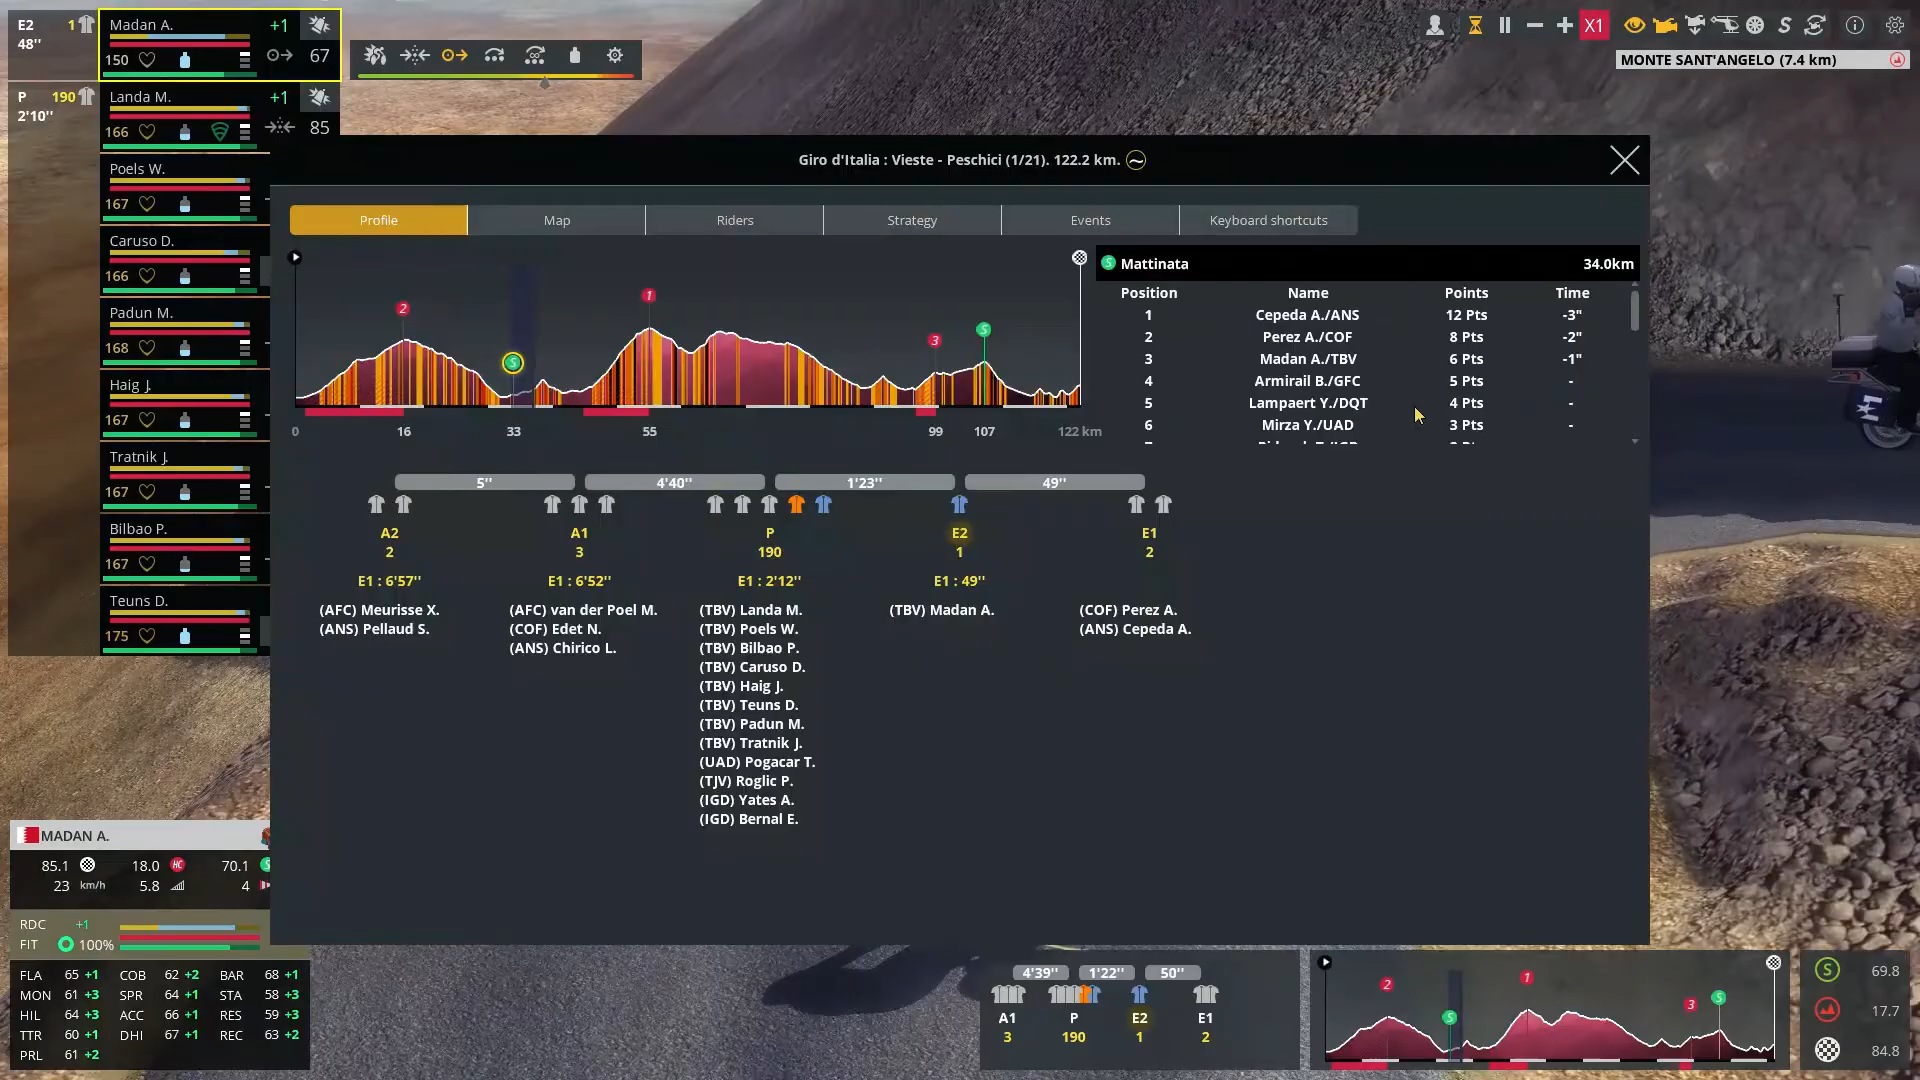 E2 1
48''
Madan A. +1
150 67
P 190
2'10''
Landa M. +1
166 85
Poels W.
167
Caruso D.
166
Padun M.
168
Haig J.
167
Tratnik J.
167
Bilbao P.
167
Teuns D.
175
X1
MONTE SANT'ANGELO (7.4 km)
Giro d'Italia : Vieste - Peschici (1/21). 122.2 km.
Profile Map Riders Strategy Events Keyboard shortcuts
2 S 1 3 S
0 16 33 55 99 107 122 km
S Mattinata 34.0km
Position Name Points Time
1 Cepeda A./ANS 12 Pts -3"
2 Perez A./COF 8 Pts -2"
3 Madan A./TBV 6 Pts -1"
4 Armirail B./GFC 5 Pts -
5 Lampaert Y./DQT 4 Pts -
6 Mirza Y./UAD 3 Pts -
5'' 4'40'' 1'23'' 49''
A2 A1 P E2 E1
2 3 190 1 2
E1 : 6'57'' E1 : 6'52'' E1 : 2'12'' E1 : 49''
(AFC) Meurisse X.
(ANS) Pellaud S.
(AFC) van der Poel M.
(COF) Edet N.
(ANS) Chirico L.
(TBV) Landa M.
(TBV) Poels W.
(TBV) Bilbao P.
(TBV) Caruso D.
(TBV) Haig J.
(TBV) Teuns D.
(TBV) Padun M.
(TBV) Tratnik J.
(UAD) Pogacar T.
(TJV) Roglic P.
(IGD) Yates A.
(IGD) Bernal E.
(TBV) Madan A.
(COF) Perez A.
(ANS) Cepeda A.
MADAN A.
85.1 18.0 HC 70.1 S
23 km/h 5.8 4
RDC +1
FIT 100%
FLA 65 +1 COB 62 +2 BAR 68 +1
MON 61 +3 SPR 64 +1 STA 58 +3
HIL 64 +3 ACC 66 +1 RES 59 +3
TTR 60 +1 DHI 67 +1 REC 63 +2
PRL 61 +2
4'39'' 1'22'' 50''
A1 P E2 E1
3 190 1 2
2 S 1 3 S
S 69.8
17.7
84.8